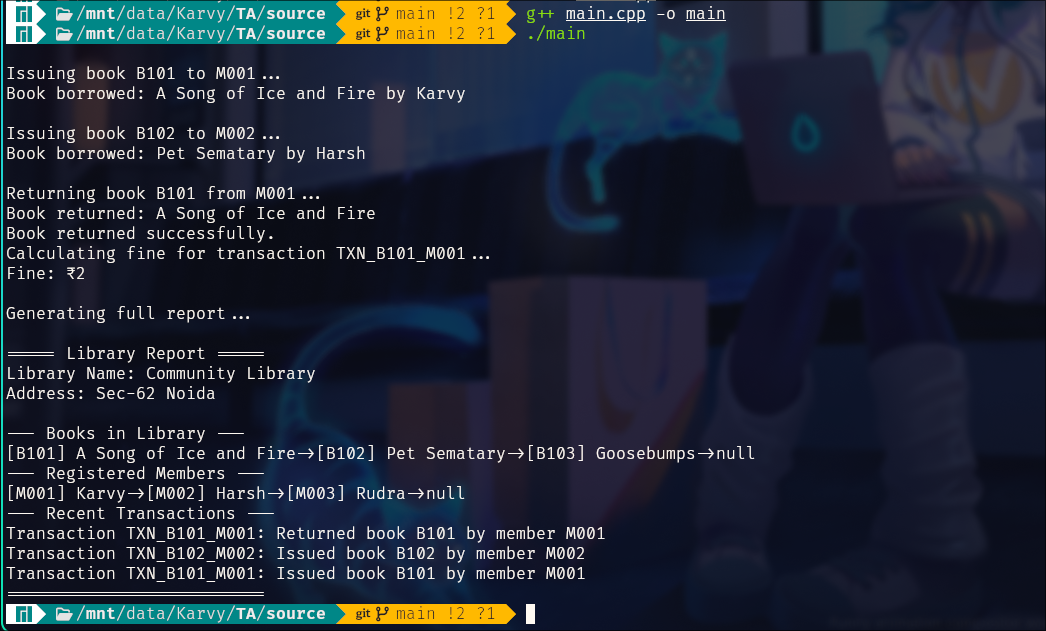 /mnt/data/Karvy/TA/source git main !2 ?1 g++ main.cpp -o main
/mnt/data/Karvy/TA/source git main !2 ?1 ./main
Issuing book B101 to M001...
Book borrowed: A Song of Ice and Fire by Karvy
Issuing book B102 to M002...
Book borrowed: Pet Sematary by Harsh
Returning book B101 from M001...
Book returned: A Song of Ice and Fire
Book returned successfully.
Calculating fine for transaction TXN_B101_M001...
Fine: ₹2
Generating full report...
===== Library Report =====
Library Name: Community Library
Address: Sec-62 Noida
--- Books in Library ---
[B101] A Song of Ice and Fire->[B102] Pet Sematary->[B103] Goosebumps->null
--- Registered Members ---
[M001] Karvy->[M002] Harsh->[M003] Rudra->null
--- Recent Transactions ---
Transaction TXN_B101_M001: Returned book B101 by member M001
Transaction TXN_B102_M002: Issued book B102 by member M002
Transaction TXN_B101_M001: Issued book B101 by member M001
==========================
/mnt/data/Karvy/TA/source git main !2 ?1